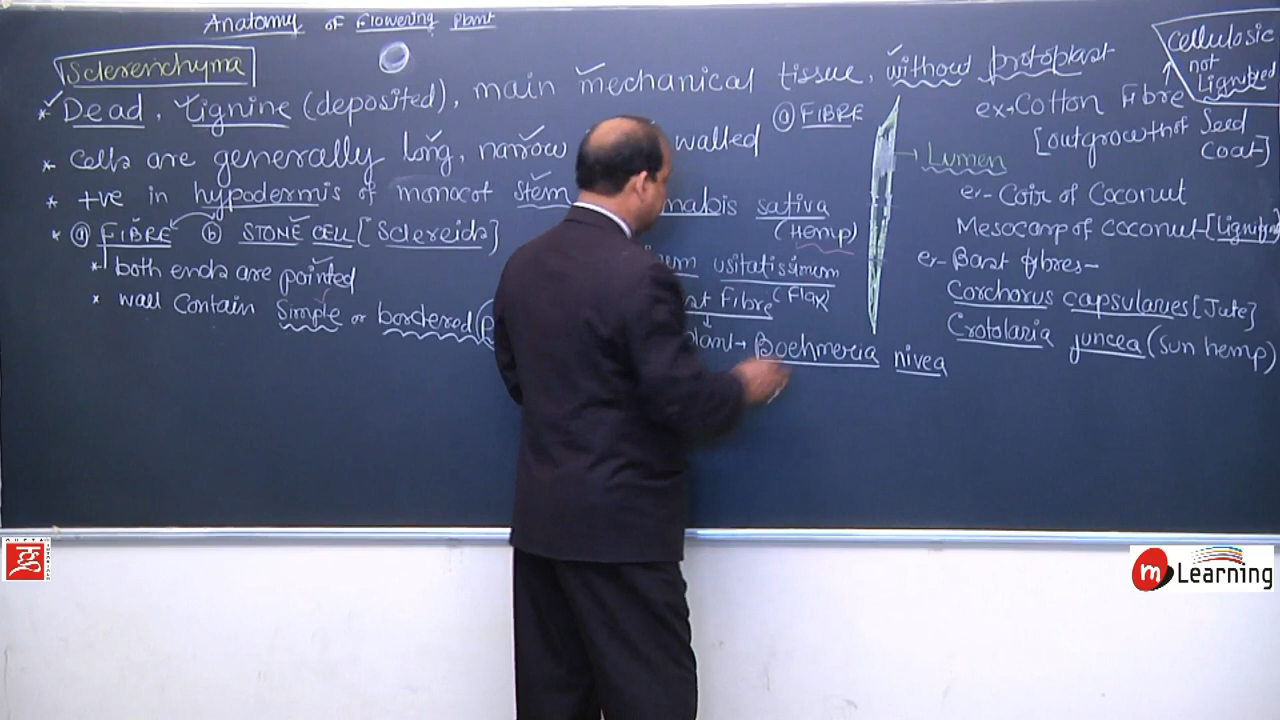 Anatomy of Flowering Plant
Sclerenchyma
* Dead, Lignine (deposited), main mechanical tissue, without protoplast
* Cells are generally long, narrow walled
* +ve in hypodermis of monocot stem
* ⓐ FIBRE ⓑ STONE CELL [Sclereids]
* both ends are pointed
* wall contain Simple or bordered
ⓐ FIBRE
Lumen
sativa
(Hemp)
usitatissimum
Fibre (Flax)
Boehmeria nivea
Cellulosic
not
Lignified
ex→ Cotton Fibre
[outgrowth of Seed
Coat]
er- Coir of Coconut
Mesocarp of coconut-[Lignified]
er- Bast fibres-
Corchorus capsularies [Jute]
Crotolaria juncea (Sun hemp)
m Learning